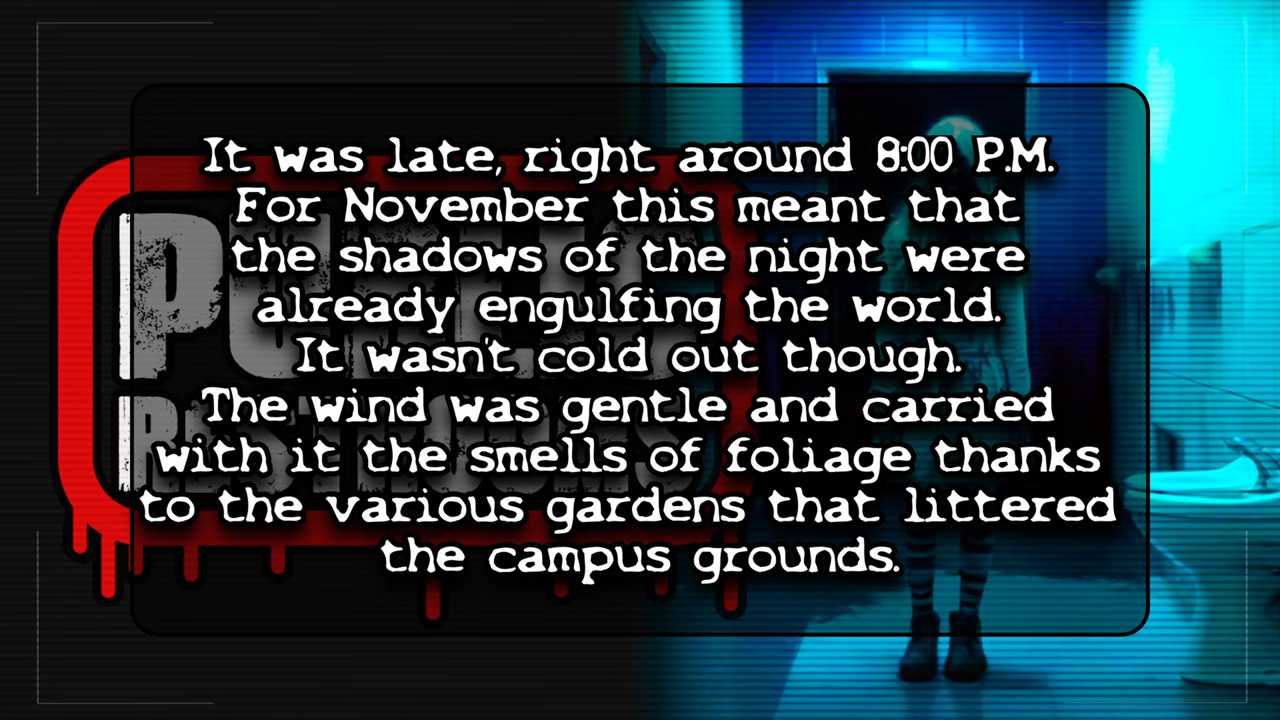 It was late, right around 8:00 P.M.
For November this meant that
the shadows of the night were
already engulfing the world.
It wasn't cold out though.
The wind was gentle and carried
with it the smells of foliage thanks
to the various gardens that littered
the campus grounds.
PUBLIC
RESTROOMS